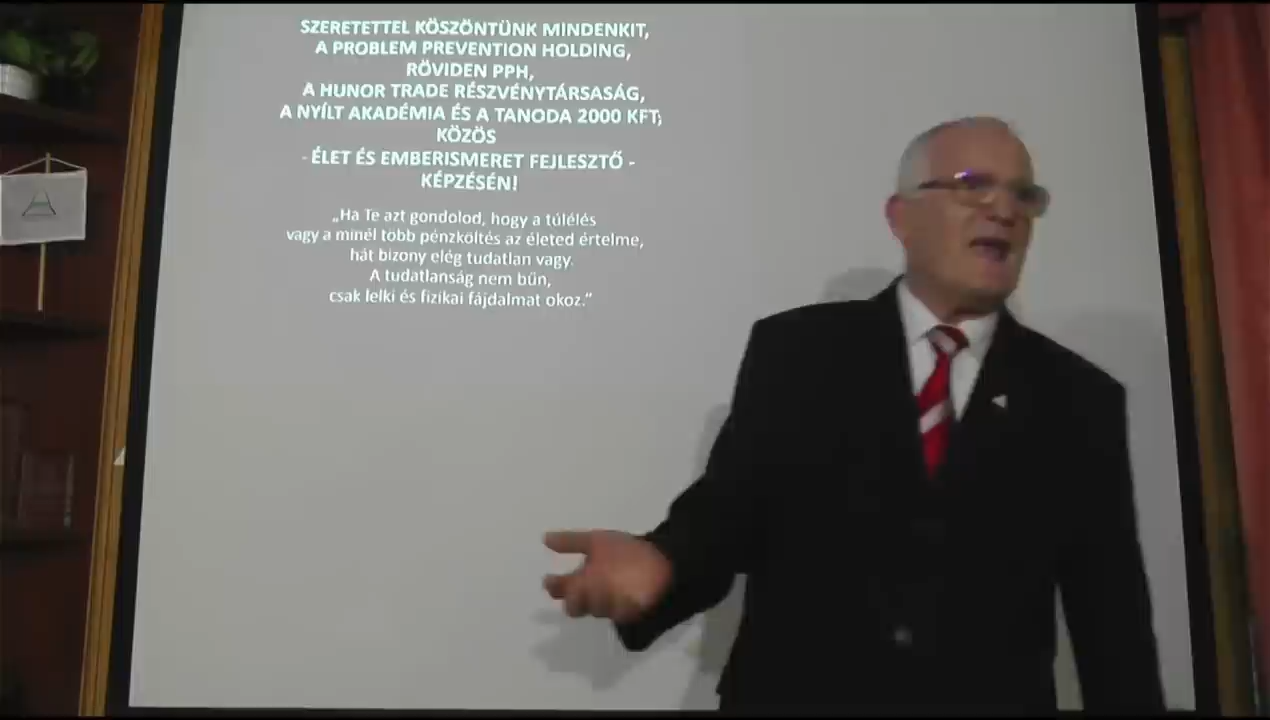 SZERETETTEL KÖSZÖNTÜNK MINDENKIT,
A PROBLEM PREVENTION HOLDING,
RÖVIDEN PPH,
A HUNOR TRADE RÉSZVÉNYTÁRSASÁG,
A NYÍLT AKADÉMIA ÉS A TANODA 2000 KFT;
KÖZÖS
- ÉLET ÉS EMBERISMERET FEJLESZTŐ -
KÉPZÉSÉN!
„Ha Te azt gondolod, hogy a túlélés
vagy a minél több pénzköltés az életed értelme,
hát bizony elég tudatlan vagy.
A tudatlanság nem bűn,
csak lelki és fizikai fájdalmat okoz.”